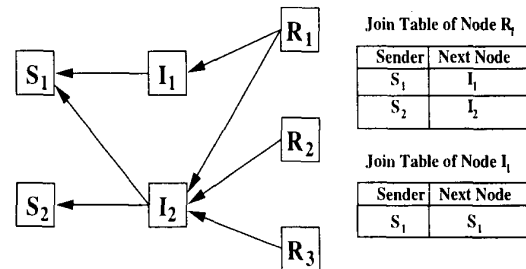 S1
I1
R1
R2
S2
I2
R3
Join Table of Node R1
Sender Next Node
S1 I1
S2 I2
Join Table of Node I1
Sender Next Node
S1 S1